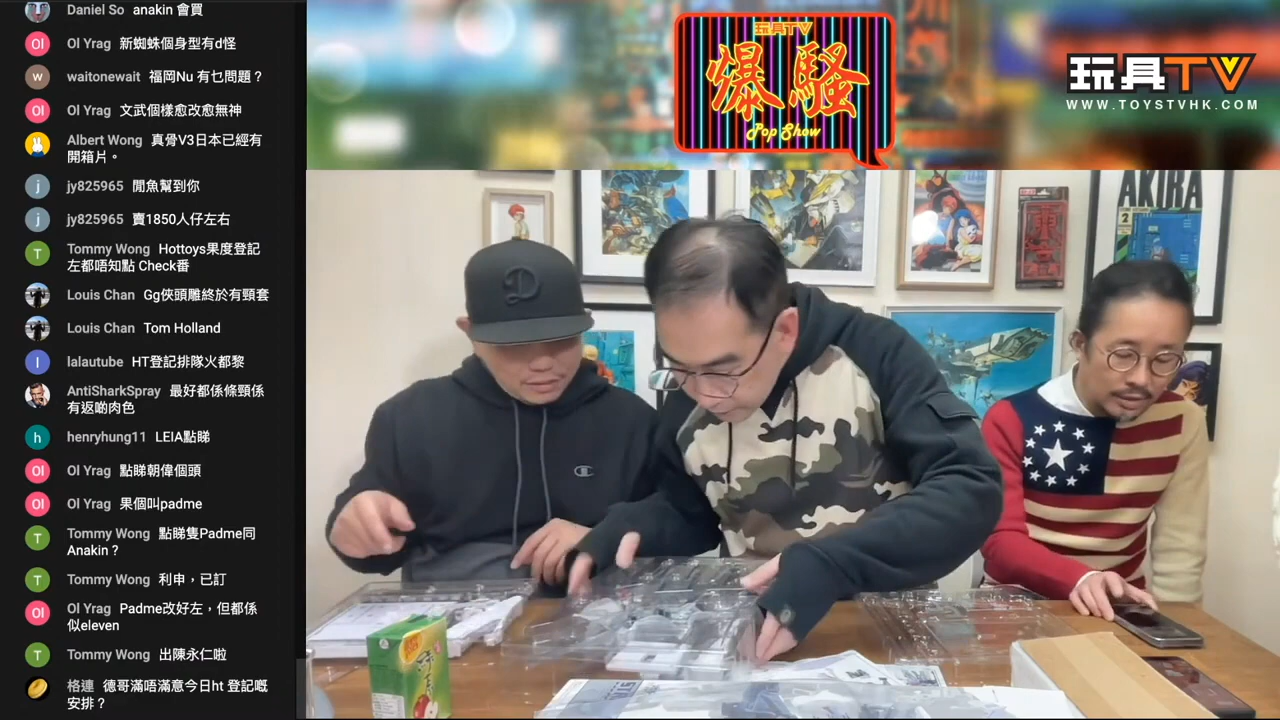 Daniel So anakin 會買
Ol Yrag 新蜘蛛個身型有d怪
waitonewait 福岡Nu 有乜問題？
Ol Yrag 文武個樣愈改愈無神
Albert Wong 真骨V3日本已經有
開箱片。
jy825965 閒魚幫到你
jy825965 賣1850人仔左右
Tommy Wong Hottoys果度登記
左都唔知點 Check番
Louis Chan Gg俠頭雕終於有頸套
Louis Chan Tom Holland
lalautube HT登記排隊火都黎
AntiSharkSpray 最好都係條頸係
有返啲肉色
henryhung11 LEIA點睇
Ol Yrag 點睇朝偉個頭
Ol Yrag 果個叫padme
Tommy Wong 點睇隻Padme同
Anakin？
Tommy Wong 利申，已訂
Ol Yrag Padme改好左，但都係
似eleven
Tommy Wong 出陳永仁啦
格連 德哥滿唔滿意今日ht 登記嘅
安排？
玩具TV
爆騷
Pop Show
玩具TV
WWW.TOYSTVHK.COM
AKIRA
2
D